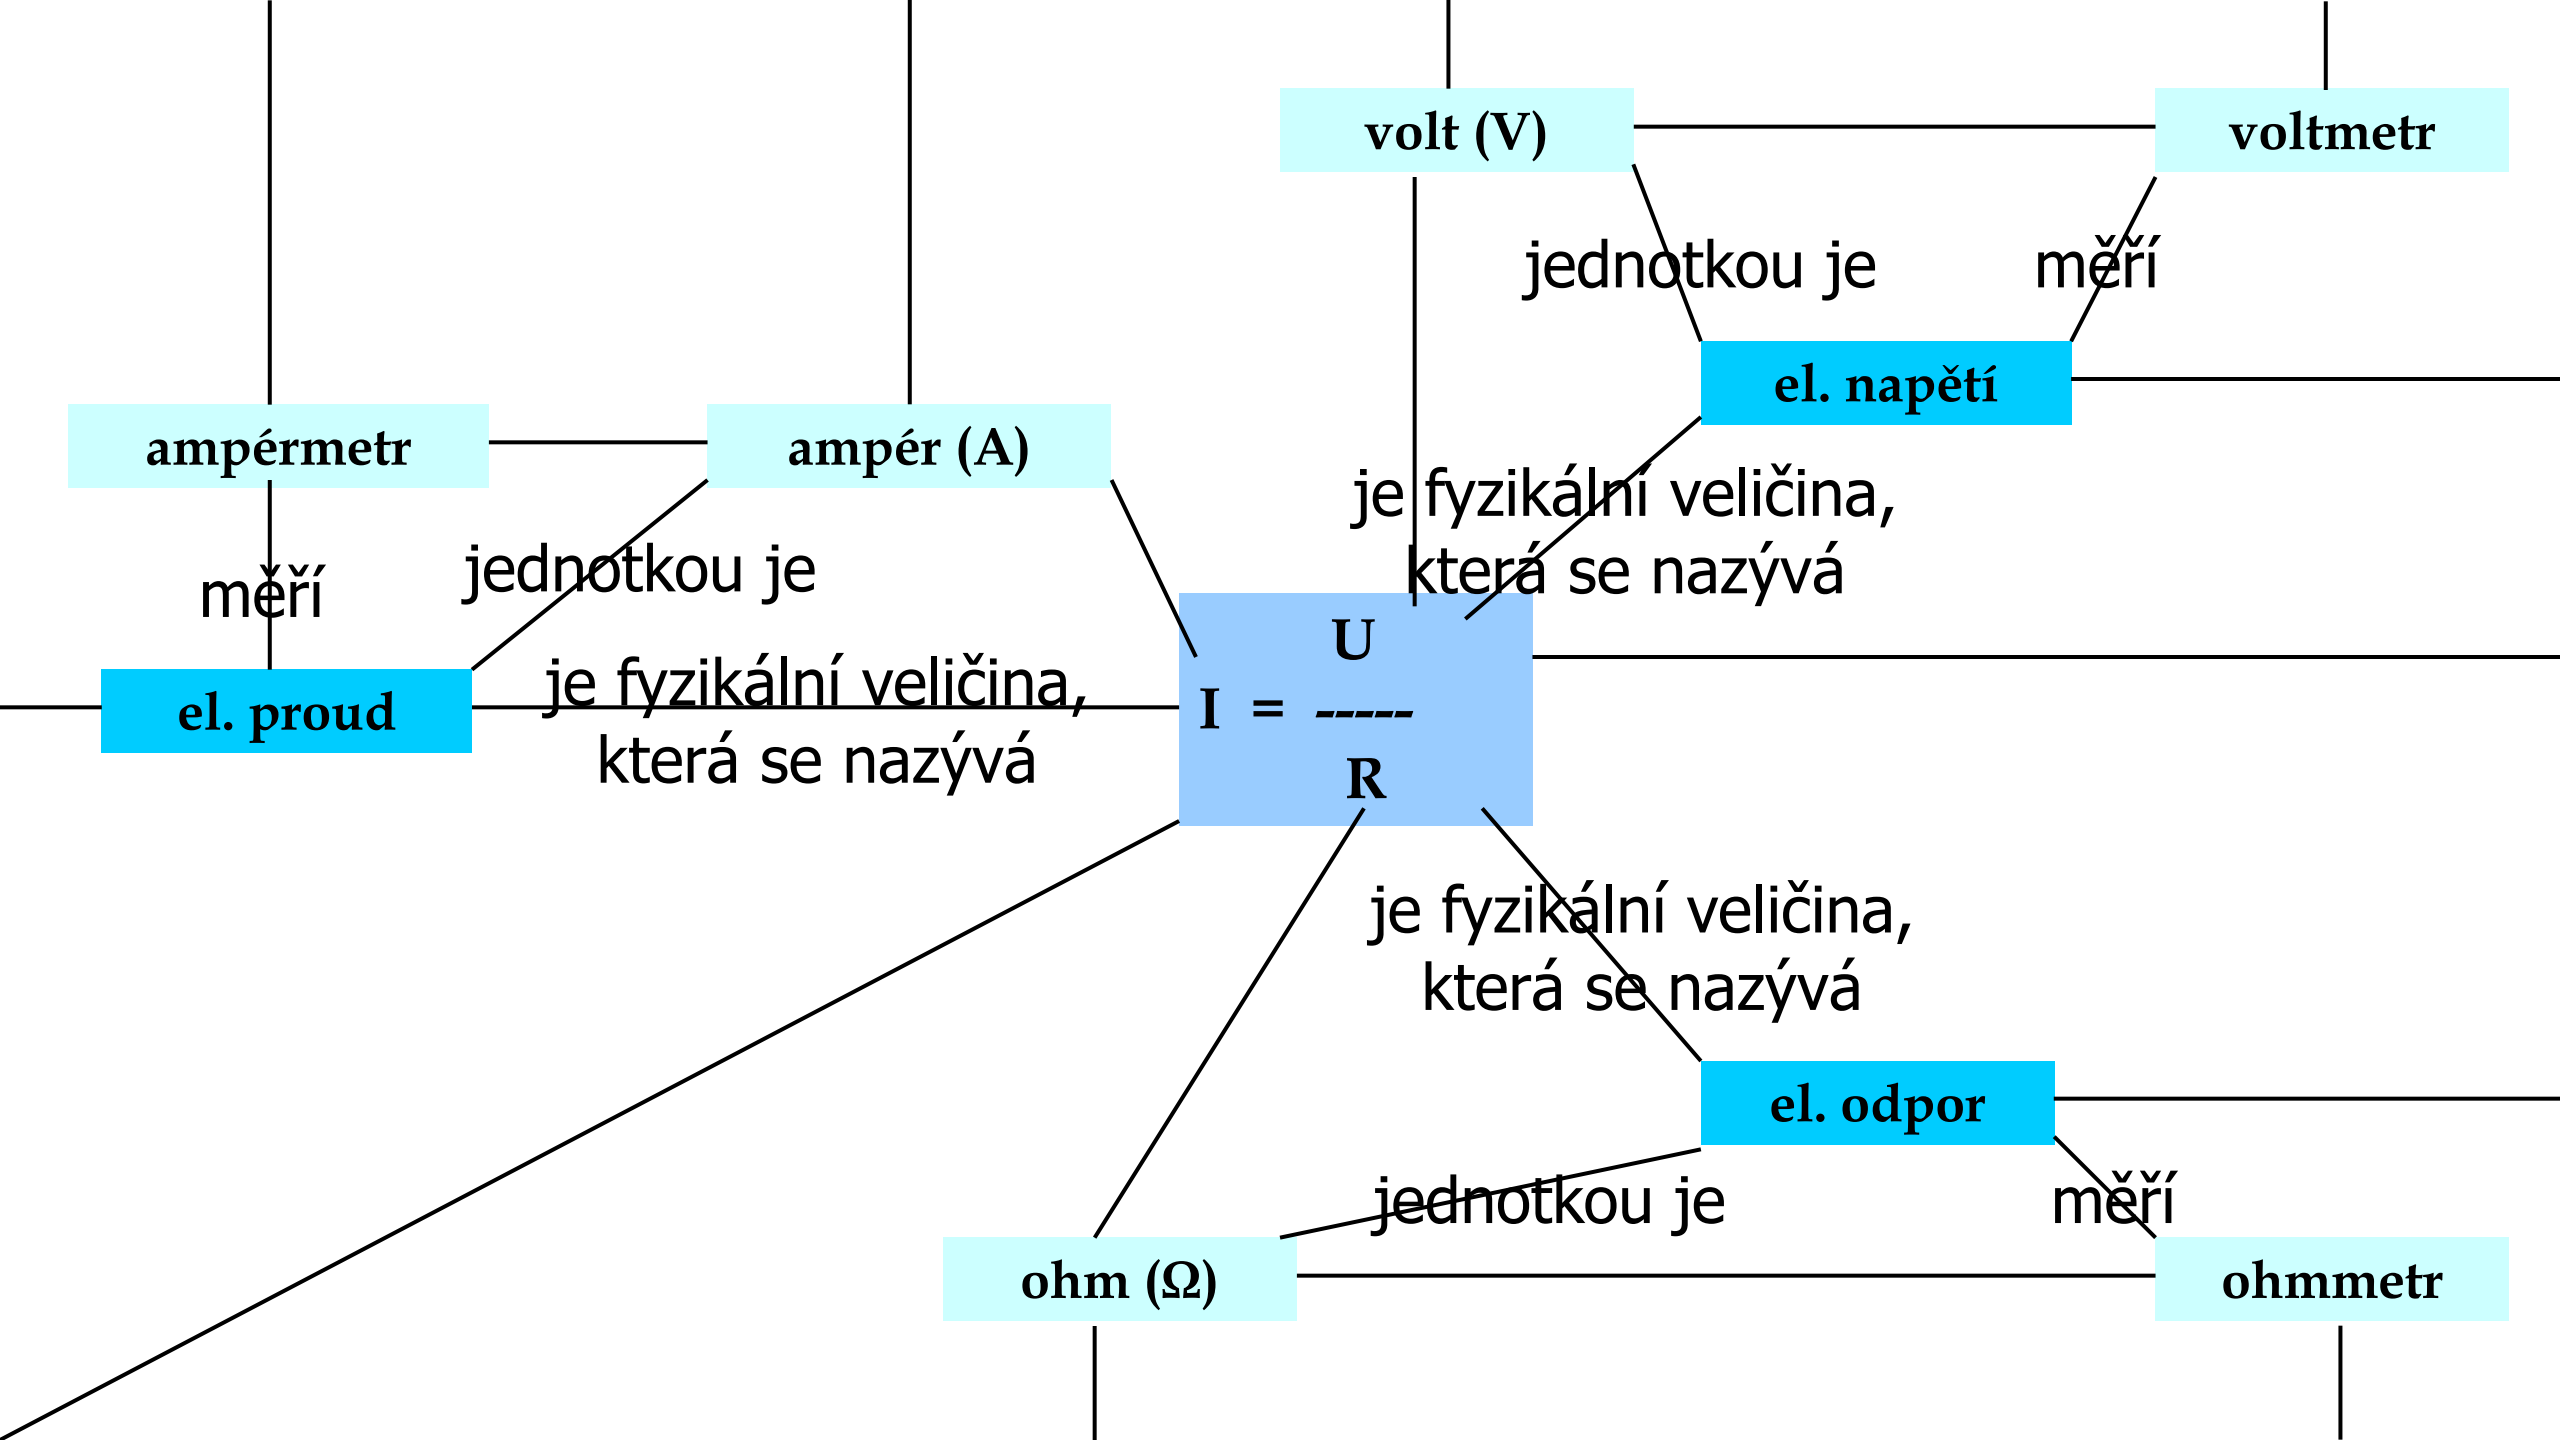 volt (V)
voltmetr
jednotkou je
měří
el. napětí
ampérmetr
ampér (A)
je fyzikální veličina,
která se nazývá
měří
jednotkou je
el. proud
je fyzikální veličina,
která se nazývá
U
I = -----
R
je fyzikální veličina,
která se nazývá
el. odpor
jednotkou je
měří
ohm (Ω)
ohmmetr